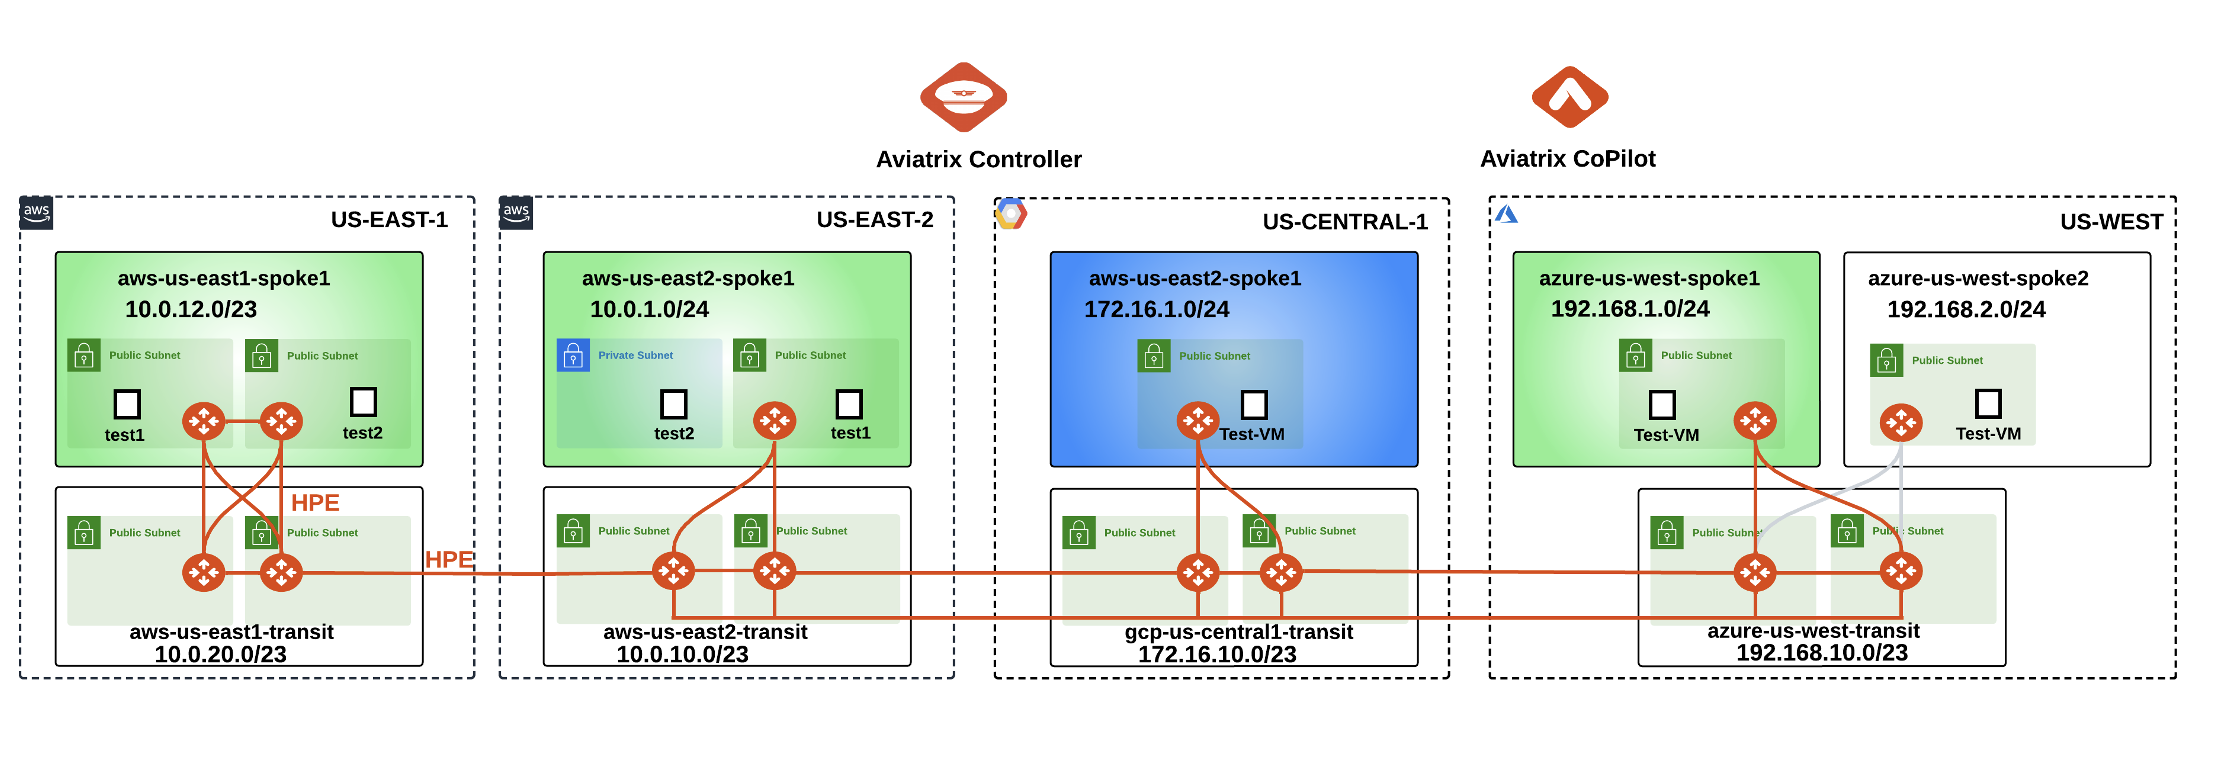 Aviatrix Controller
Aviatrix CoPilot
aws
US-EAST-1
aws-us-east1-spoke1
10.0.12.0/23
Public Subnet
Public Subnet
test1
test2
HPE
Public Subnet
Public Subnet
HPE
aws-us-east1-transit
10.0.20.0/23
aws
US-EAST-2
aws-us-east2-spoke1
10.0.1.0/24
Private Subnet
Public Subnet
test2
test1
Public Subnet
Public Subnet
aws-us-east2-transit
10.0.10.0/23
US-CENTRAL-1
aws-us-east2-spoke1
172.16.1.0/24
Public Subnet
Test-VM
Public Subnet
Public Subnet
gcp-us-central1-transit
172.16.10.0/23
US-WEST
azure-us-west-spoke1
192.168.1.0/24
Public Subnet
Test-VM
azure-us-west-spoke2
192.168.2.0/24
Public Subnet
Test-VM
Public Subnet
Public Subnet
azure-us-west-transit
192.168.10.0/23